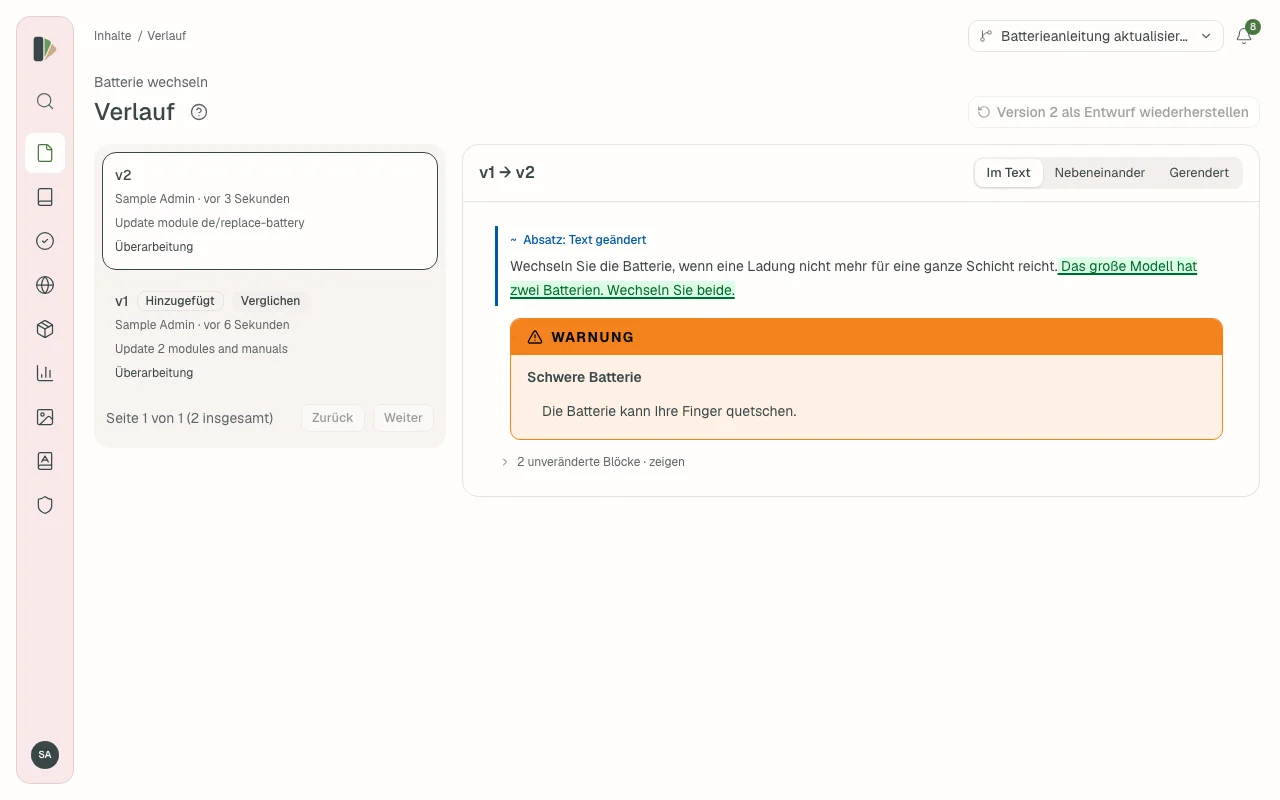 Inhalte / Verlauf
Batterieanleitung aktualisier...
8
Batterie wechseln
Verlauf
Version 2 als Entwurf wiederherstellen
v2
Sample Admin · vor 3 Sekunden
Update module de/replace-battery
Überarbeitung
v1 Hinzugefügt Verglichen
Sample Admin · vor 6 Sekunden
Update 2 modules and manuals
Überarbeitung
Seite 1 von 1 (2 insgesamt) Zurück Weiter
v1 → v2
Im Text Nebeneinander Gerendert
~ Absatz: Text geändert
Wechseln Sie die Batterie, wenn eine Ladung nicht mehr für eine ganze Schicht reicht. Das große Modell hat
zwei Batterien. Wechseln Sie beide.
WARNUNG
Schwere Batterie
Die Batterie kann Ihre Finger quetschen.
2 unveränderte Blöcke · zeigen
SA